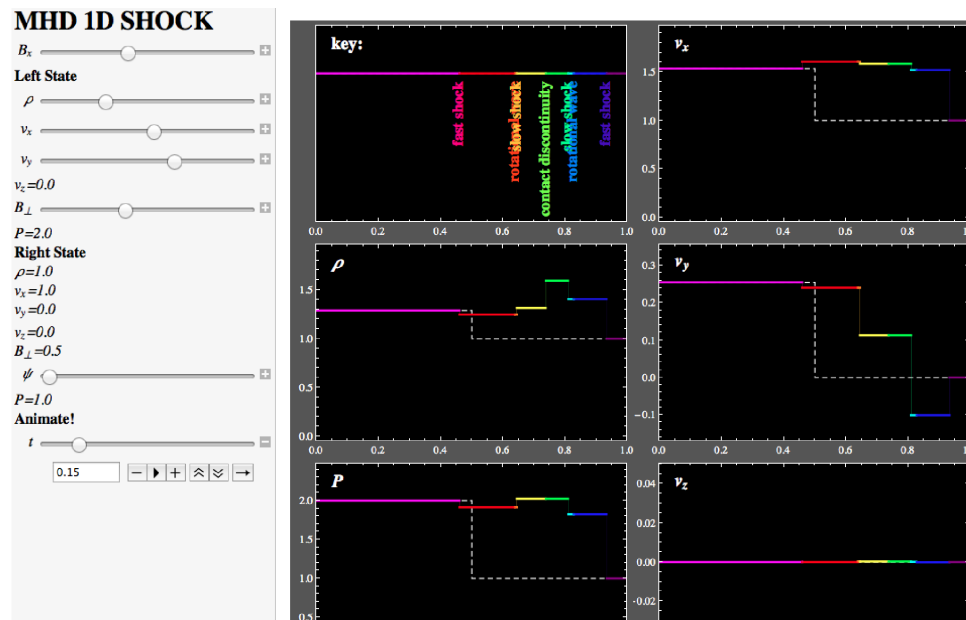 MHD 1D SHOCK
Bx
Left State
ρ
vx
vy
vz=0.0
B⊥
P=2.0
Right State
ρ=1.0
vx=1.0
vy=0.0
vz=0.0
B⊥=0.5
ψ
P=1.0
Animate!
t
0.15
key:
fast shock
rotational wave
slow shock
contact discontinuity
slow shock
rotational wave
fast shock
0.0 0.2 0.4 0.6 0.8 1.0
vx
1.5
1.0
0.5
0.0
0.0 0.2 0.4 0.6 0.8 1.0
ρ
1.5
1.0
0.5
0.0
0.0 0.2 0.4 0.6 0.8 1.0
vy
0.3
0.2
0.1
0.0
−0.1
0.0 0.2 0.4 0.6 0.8 1.0
P
2.0
1.5
1.0
0.5
vz
0.04
0.02
0.00
−0.02